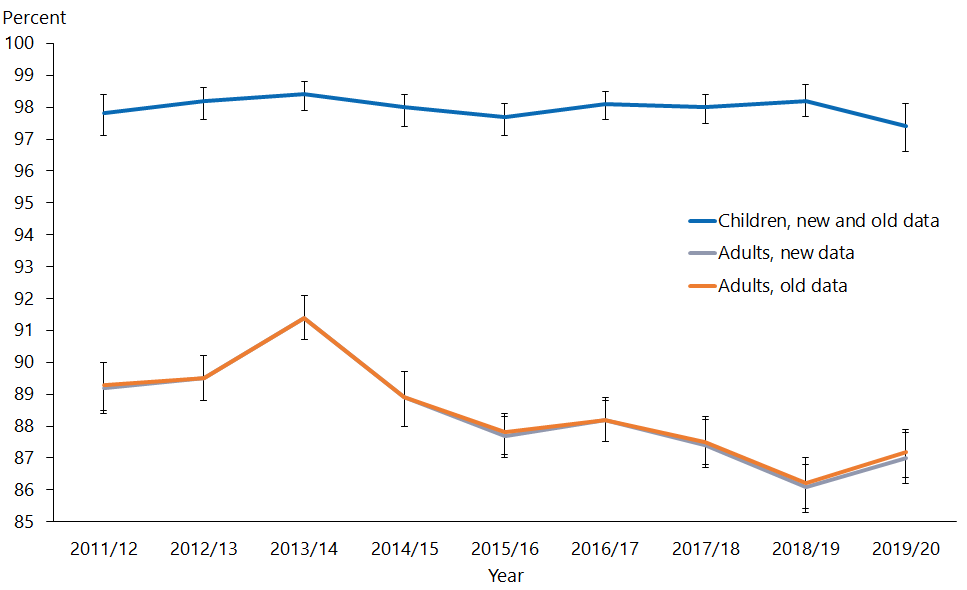 Percent
100
99
98
97
96
95
94
93
92
91
90
89
88
87
86
85
Children, new and old data
Adults, new data
Adults, old data
2011/12 2012/13 2013/14 2014/15 2015/16 2016/17 2017/18 2018/19 2019/20
Year